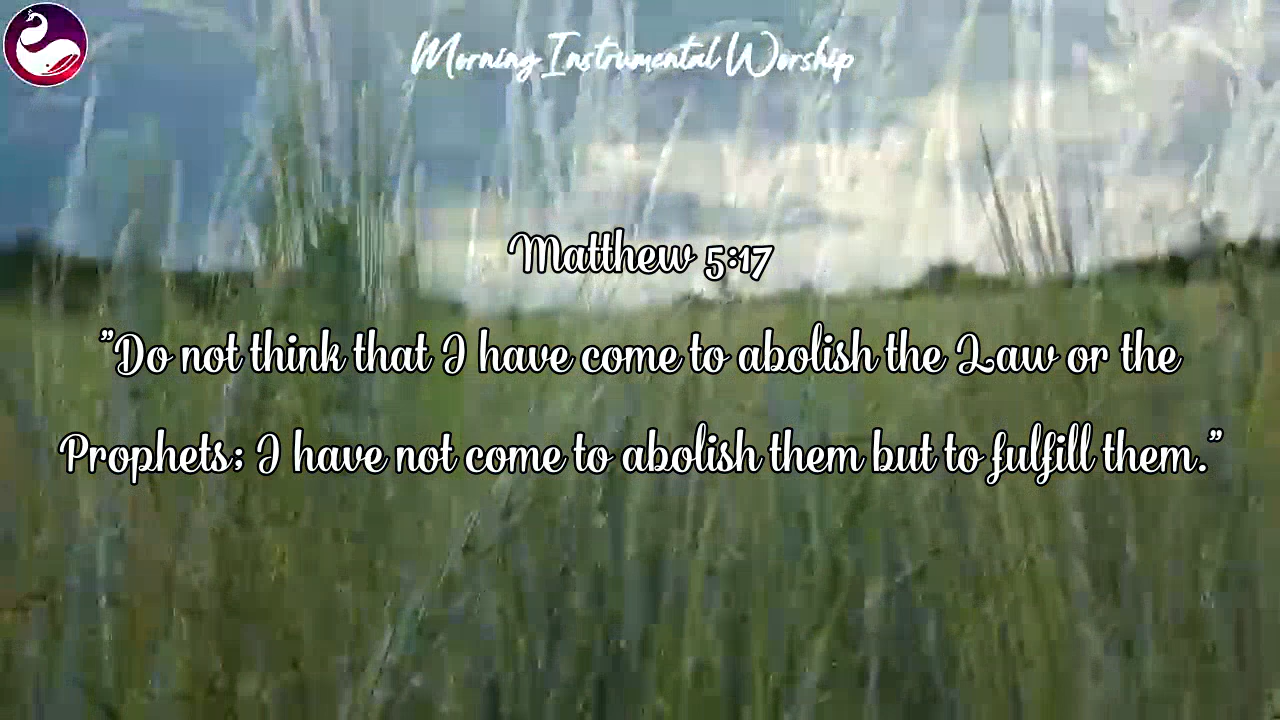 Morning Instrumental Worship
Matthew 5:17
"Do not think that I have come to abolish the Law or the
Prophets; I have not come to abolish them but to fulfill them."